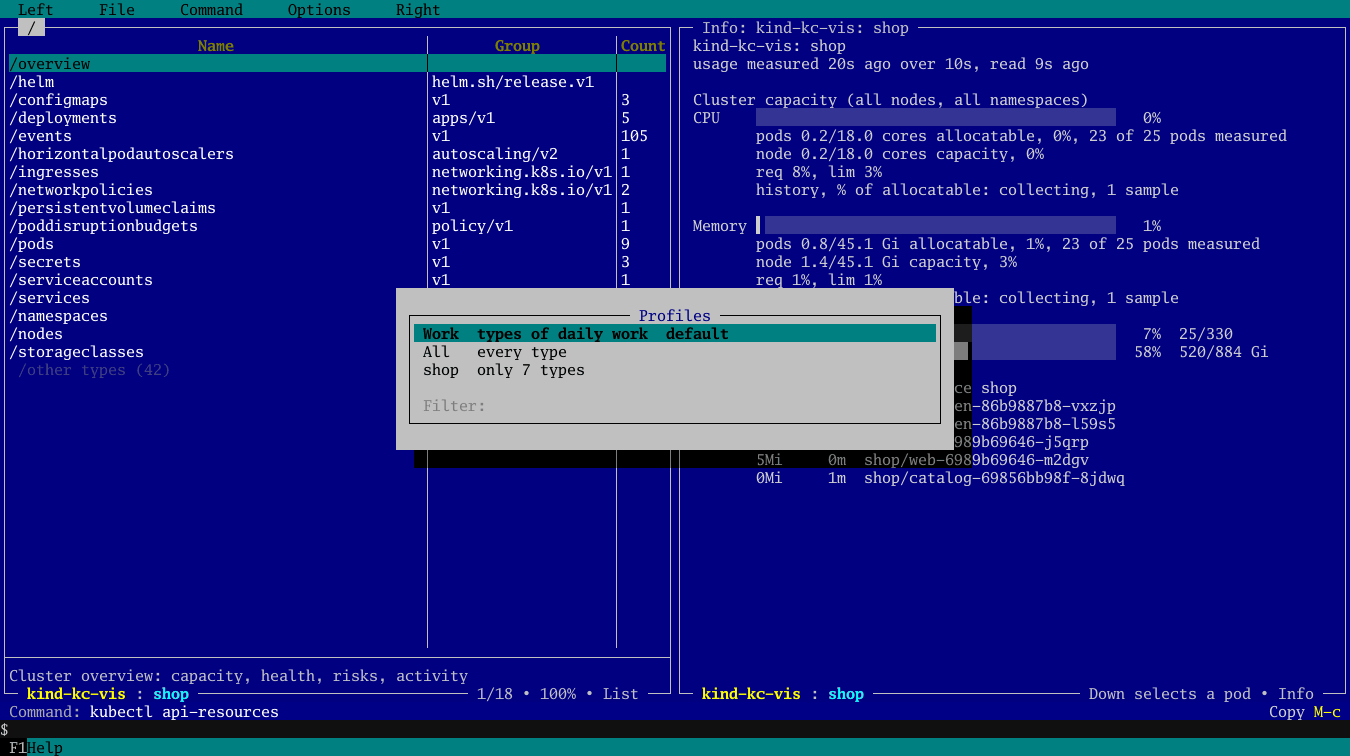 Left File Command Options Right
/
Name Group Count
/overview
/helm helm.sh/release.v1
/configmaps v1 3
/deployments apps/v1 5
/events v1 105
/horizontalpodautoscalers autoscaling/v2 1
/ingresses networking.k8s.io/v1 1
/networkpolicies networking.k8s.io/v1 2
/persistentvolumeclaims v1 1
/poddisruptionbudgets policy/v1 1
/pods v1 9
/secrets v1 3
/serviceaccounts v1 1
/services
/namespaces
/nodes
/storageclasses
/other types (42)
Cluster overview: capacity, health, risks, activity
kind-kc-vis : shop 1/18 • 100% • List
Info: kind-kc-vis: shop
kind-kc-vis: shop
usage measured 20s ago over 10s, read 9s ago
Cluster capacity (all nodes, all namespaces)
CPU 0%
pods 0.2/18.0 cores allocatable, 0%, 23 of 25 pods measured
node 0.2/18.0 cores capacity, 0%
req 8%, lim 3%
history, % of allocatable: collecting, 1 sample
Memory 1%
pods 0.8/45.1 Gi allocatable, 1%, 23 of 25 pods measured
node 1.4/45.1 Gi capacity, 3%
req 1%, lim 1%
ble: collecting, 1 sample
7% 25/330
58% 520/884 Gi
ce shop
en-86b9887b8-vxzjp
en-86b9887b8-l59s5
989b69646-j5qrp
5Mi 0m shop/web-6989b69646-m2dgv
0Mi 1m shop/catalog-69856bb98f-8jdwq
kind-kc-vis : shop Down selects a pod • Info
Profiles
Work types of daily work default
All every type
shop only 7 types
Filter:
Command: kubectl api-resources Copy M-c
$
F1Help